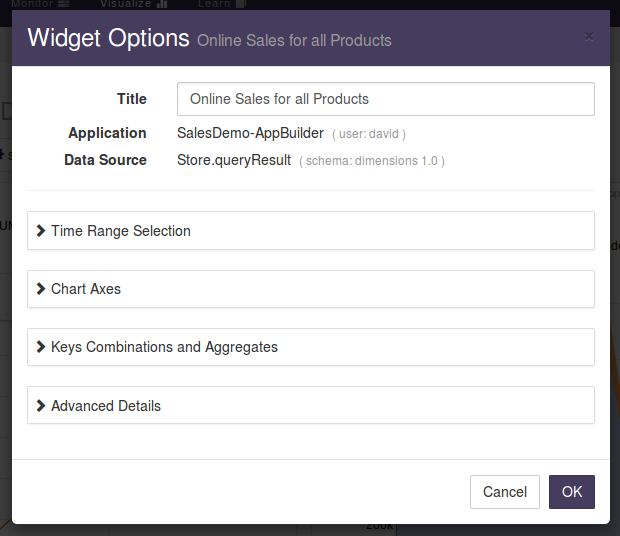 Monitor Visualize Learn
Widget Options Online Sales for all Products ×
Title Online Sales for all Products
Application SalesDemo-AppBuilder ( user: david )
Data Source Store.queryResult ( schema: dimensions 1.0 )
Time Range Selection
Chart Axes
Keys Combinations and Aggregates
Advanced Details
Cancel OK
200k